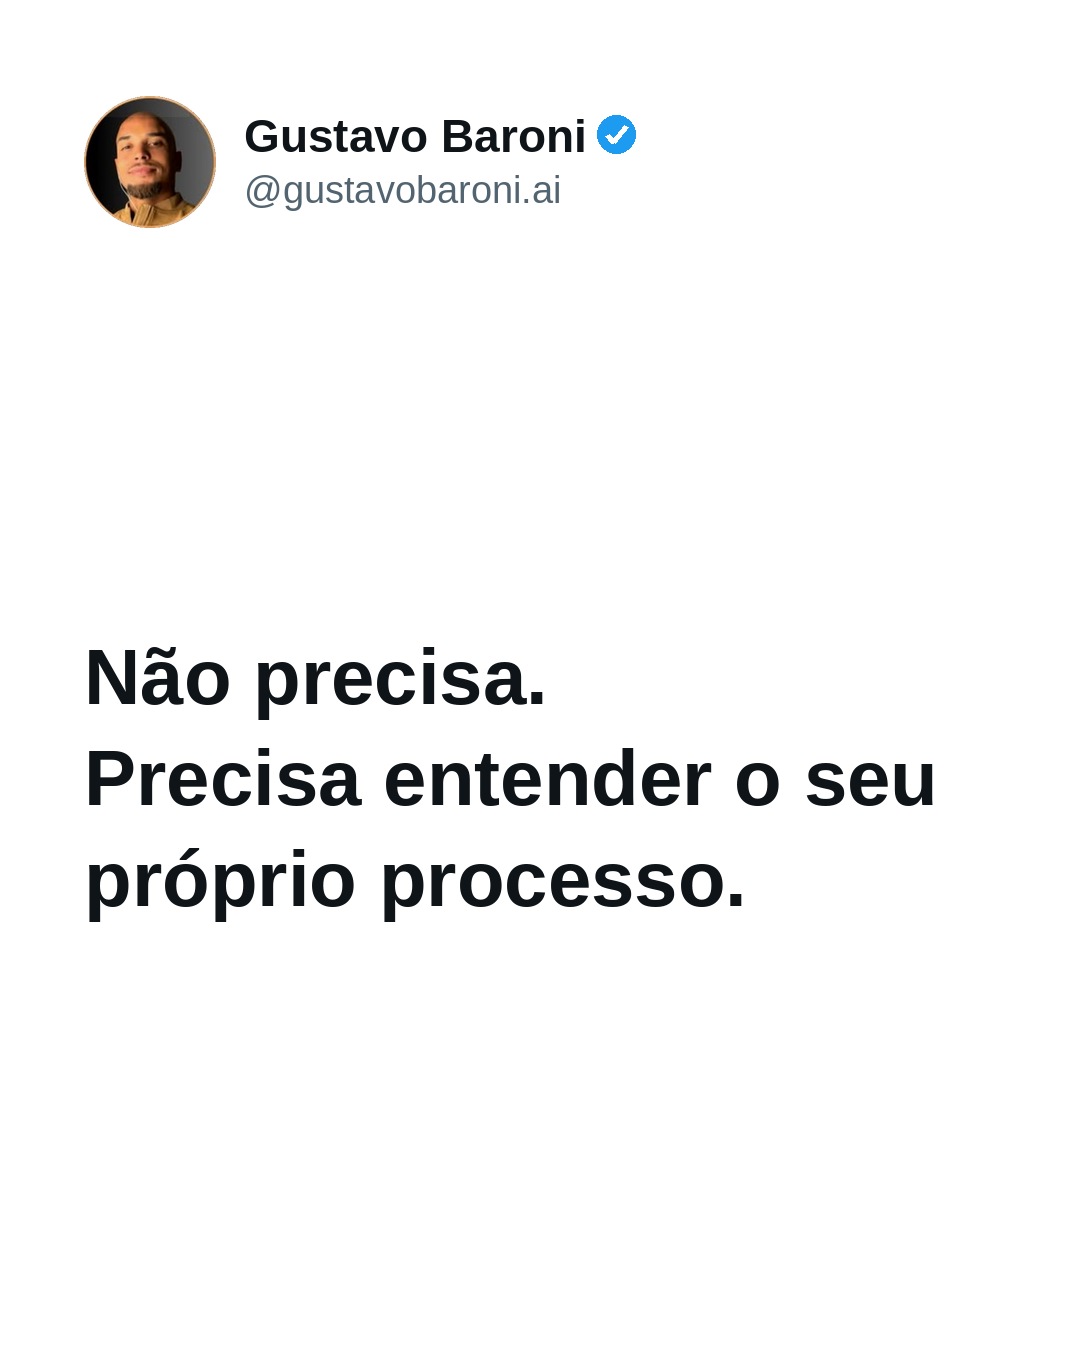 Gustavo Baroni
@gustavobaroni.ai
Não precisa.
Precisa entender o seu
próprio processo.